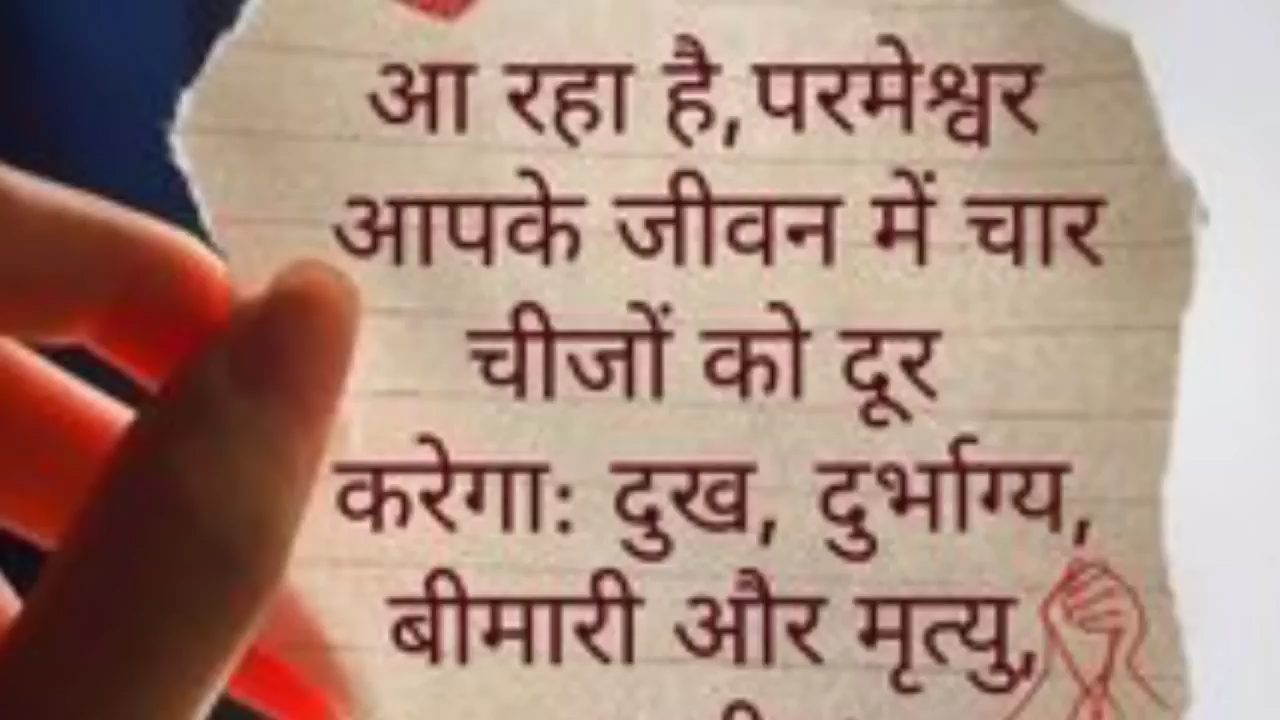 आ रहा है,परमेश्वर
आपके जीवन में चार
चीजों को दूर
करेगा: दुख, दुर्भाग्य,
बीमारी और मृत्यु,